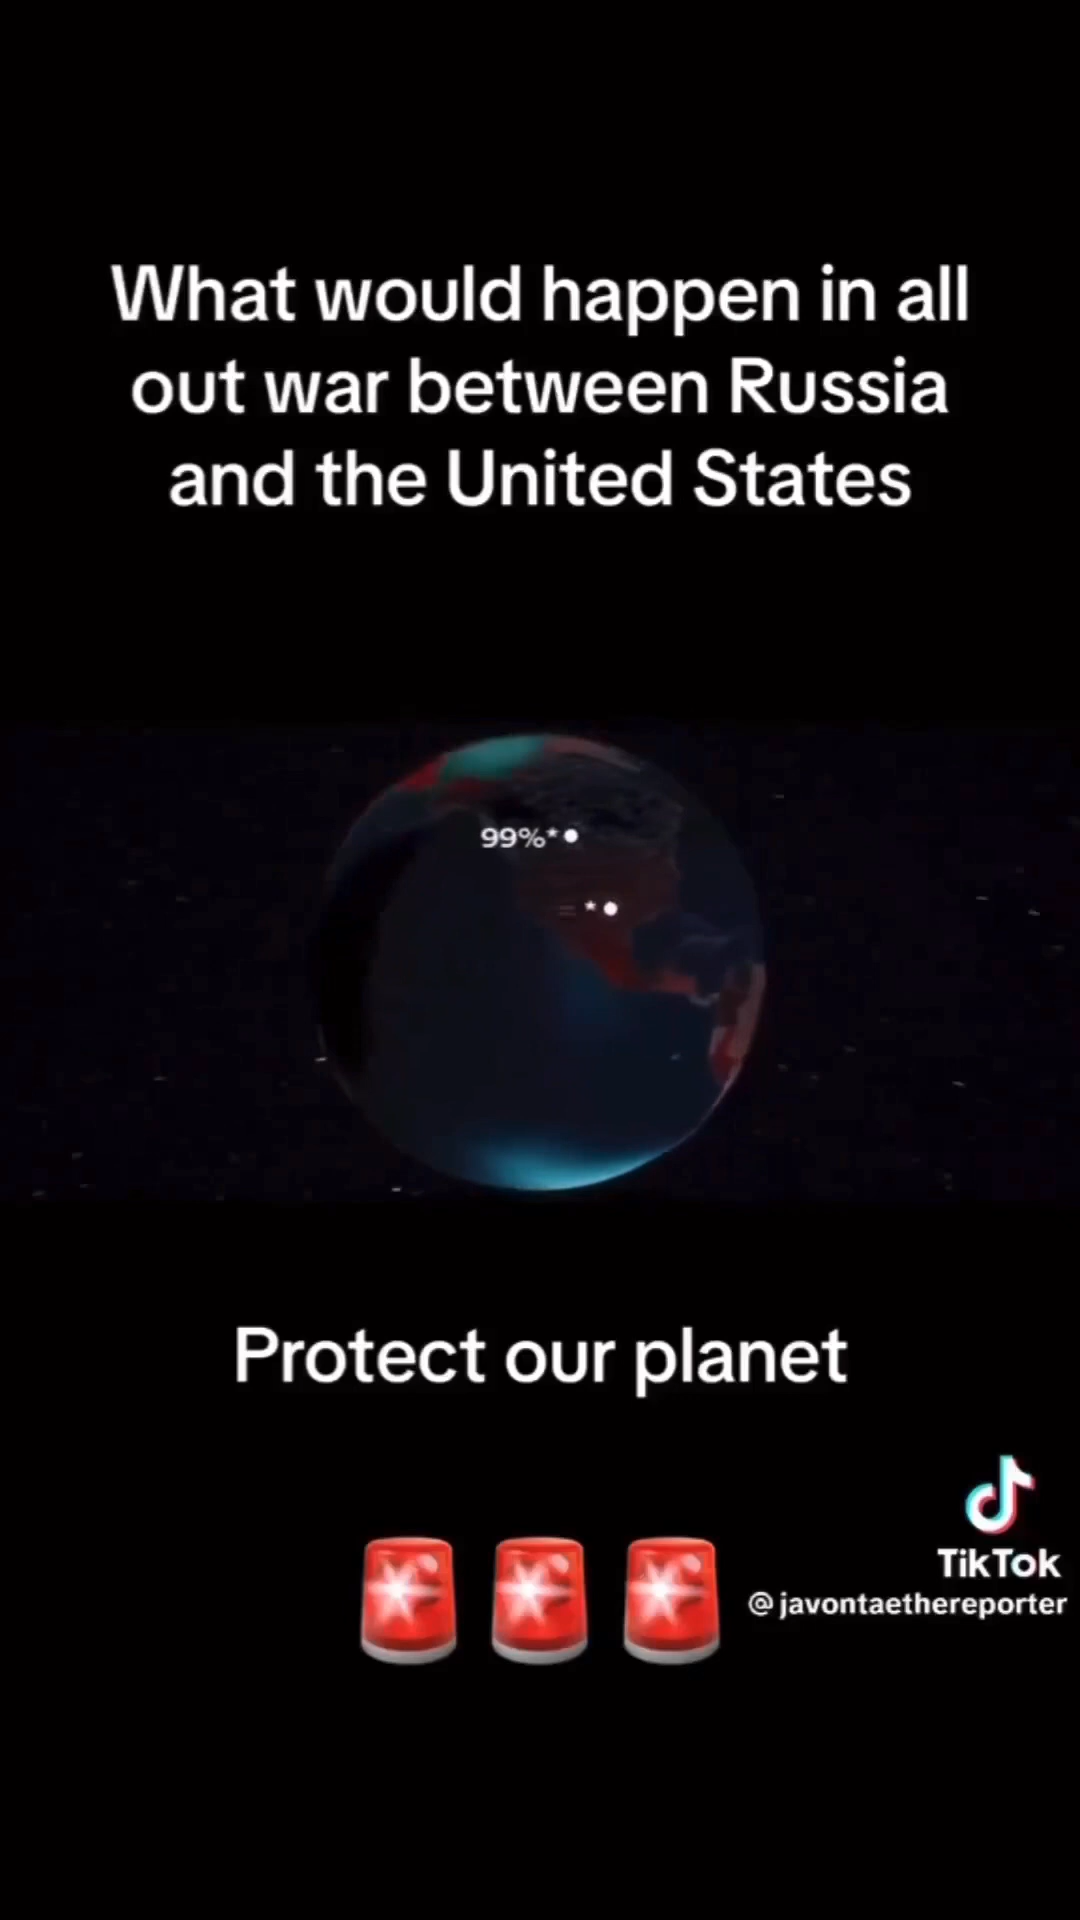 What would happen in all
out war between Russia
and the United States
99%*
*
Protect our planet
TikTok
@javontaethereporter